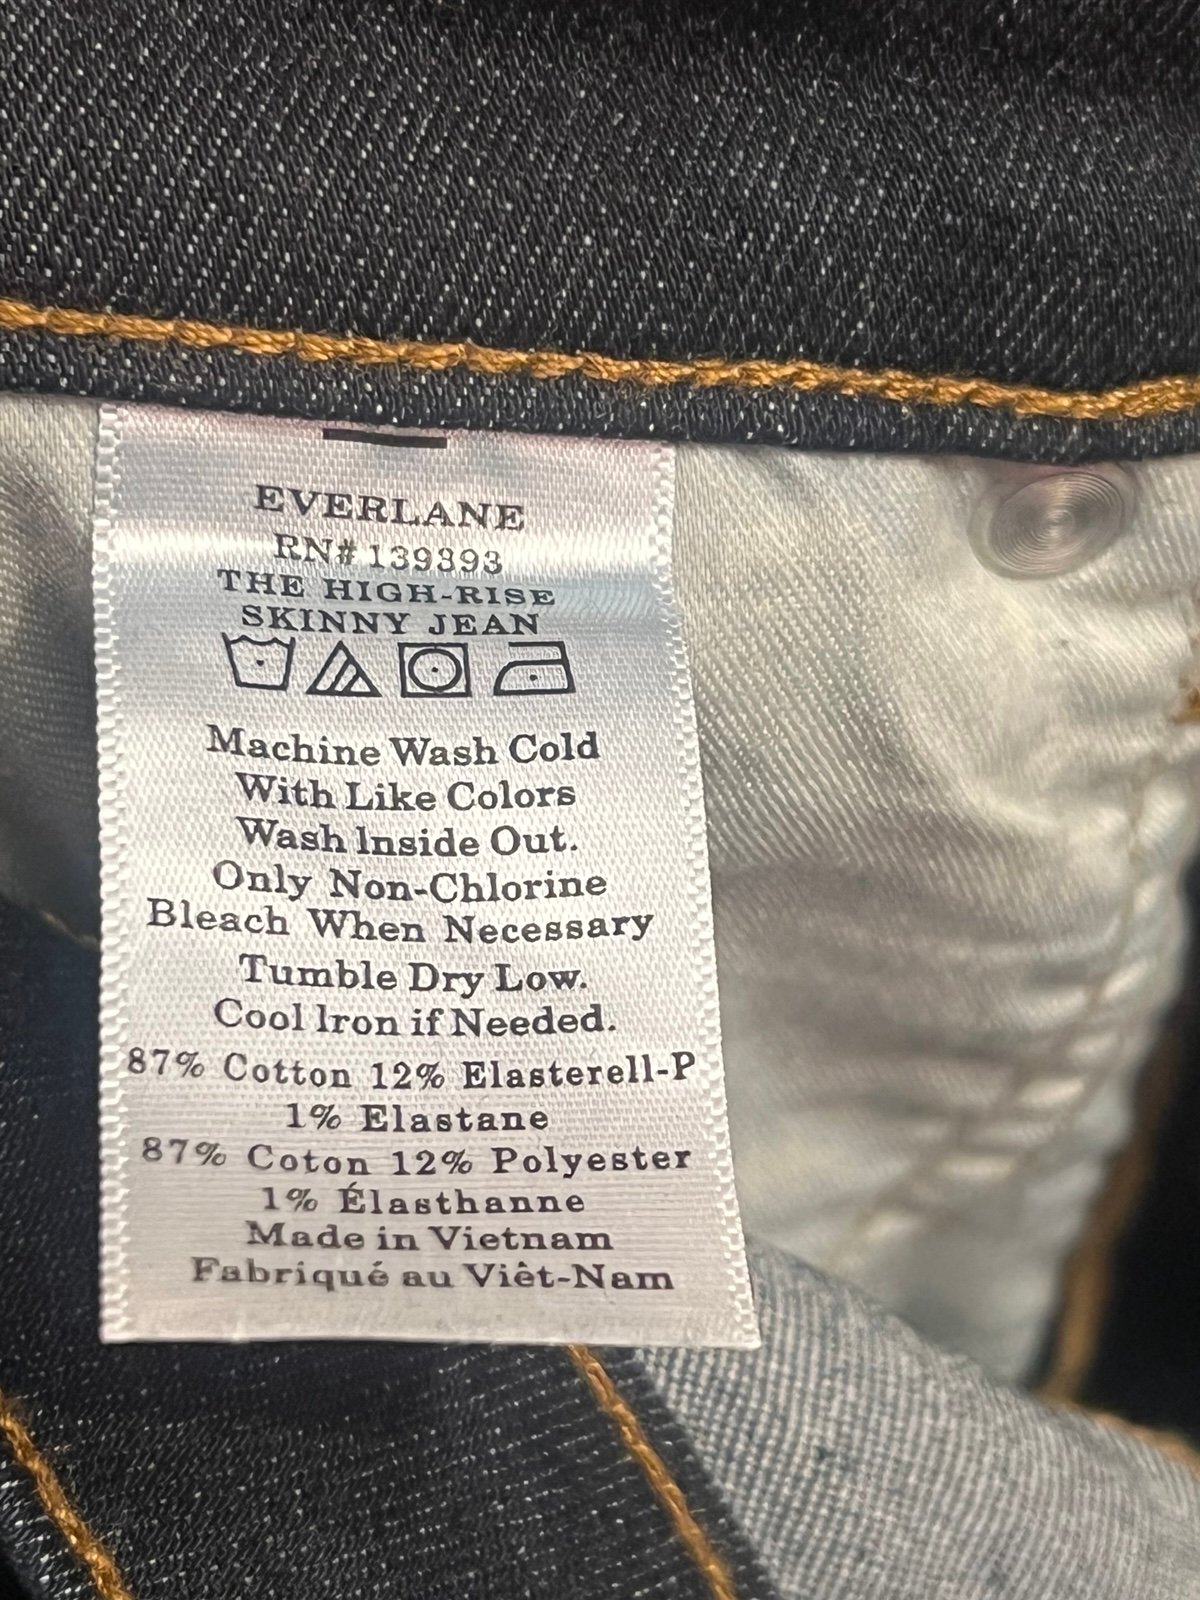 EVERLANE
RN# 139393
THE HIGH-RISE
SKINNY JEAN
Machine Wash Cold
With Like Colors
Wash Inside Out.
Only Non-Chlorine
Bleach When Necessary
Tumble Dry Low.
Cool Iron if Needed.
87% Cotton 12% Elasterell-P
1% Elastane
87% Coton 12% Polyester
1% Élasthanne
Made in Vietnam
Fabriqué au Viêt-Nam